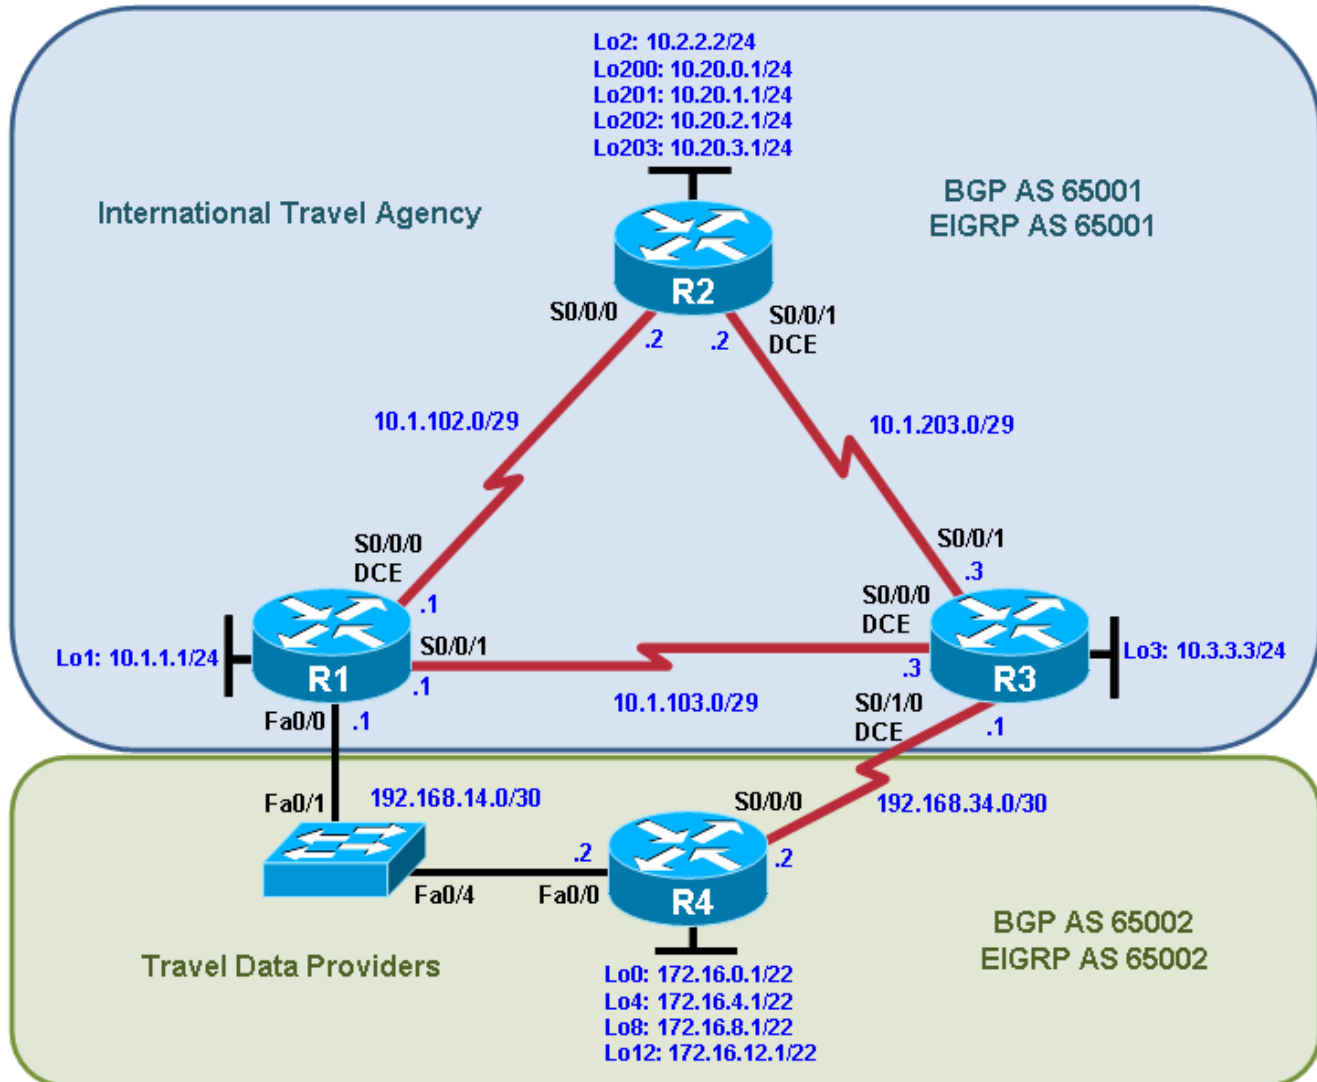 Lo2: 10.2.2.2/24
Lo200: 10.20.0.1/24
Lo201: 10.20.1.1/24
Lo202: 10.20.2.1/24
Lo203: 10.20.3.1/24
International Travel Agency
BGP AS 65001
EIGRP AS 65001
R2
S0/0/0
.2
.2
S0/0/1
DCE
10.1.102.0/29
10.1.203.0/29
S0/0/0
DCE
.1
S0/0/1
.3
S0/0/0
DCE
Lo1: 10.1.1.1/24
R1
S0/0/1
.1
10.1.103.0/29
.3
R3
Lo3: 10.3.3.3/24
Fa0/0
.1
S0/1/0
DCE
.1
Fa0/1
192.168.14.0/30
S0/0/0
192.168.34.0/30
.2
.2
Fa0/4
Fa0/0
R4
BGP AS 65002
EIGRP AS 65002
Travel Data Providers
Lo0: 172.16.0.1/22
Lo4: 172.16.4.1/22
Lo8: 172.16.8.1/22
Lo12: 172.16.12.1/22